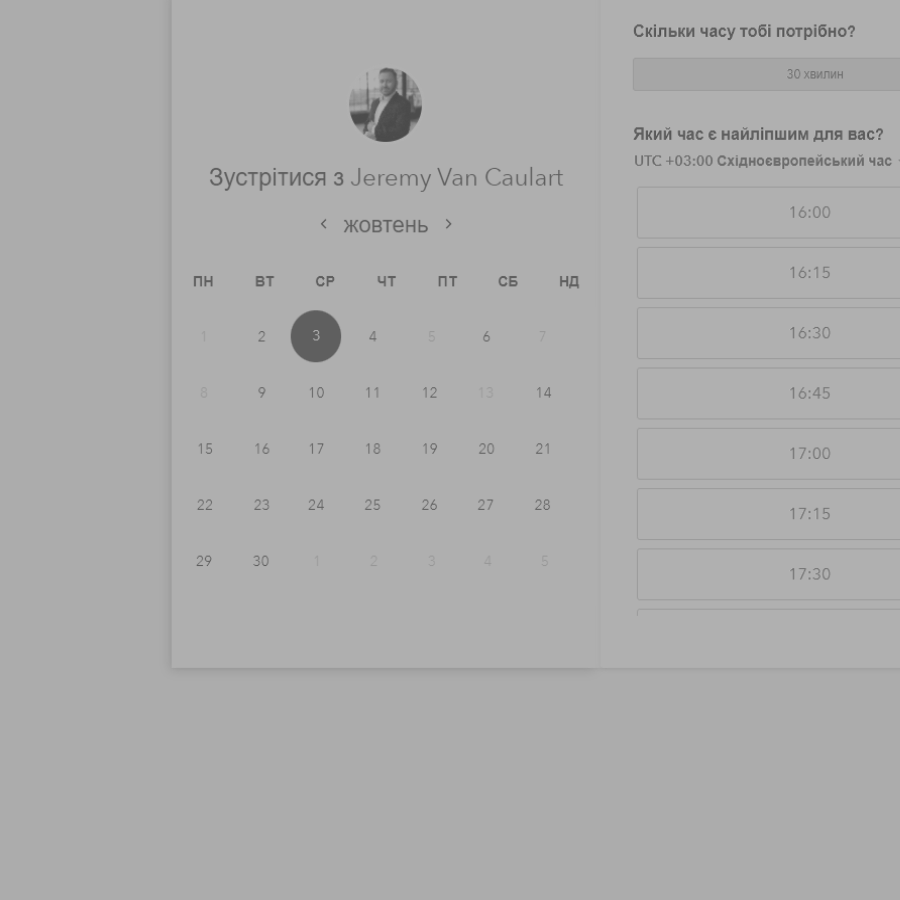 Зустрітися з Jeremy Van Caulart
жовтень
ПН ВТ СР ЧТ ПТ СБ НД
1 2 3 4 5 6 7
8 9 10 11 12 13 14
15 16 17 18 19 20 21
22 23 24 25 26 27 28
29 30 1 2 3 4 5
Скільки часу тобі потрібно?
30 хвилин
Який час є найліпшим для вас?
UTC +03:00 Східноєвропейський час
16:00
16:15
16:30
16:45
17:00
17:15
17:30